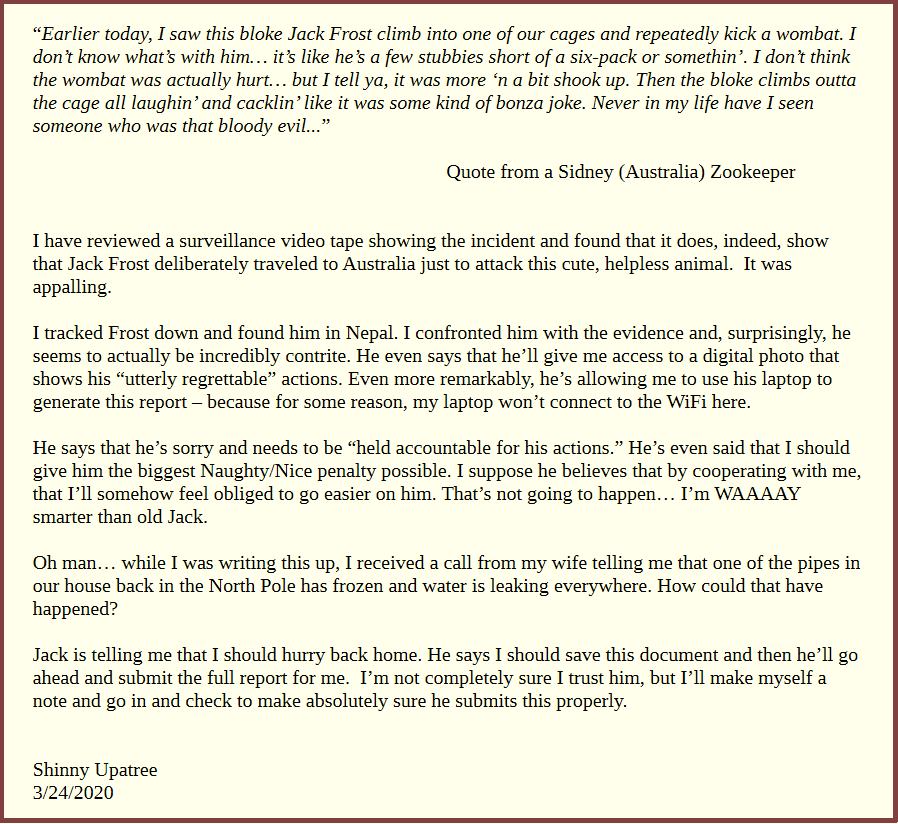 “Earlier today, I saw this bloke Jack Frost climb into one of our cages and repeatedly kick a wombat. I
don’t know what’s with him… it’s like he’s a few stubbies short of a six-pack or somethin’. I don’t think
the wombat was actually hurt… but I tell ya, it was more ‘n a bit shook up. Then the bloke climbs outta
the cage all laughin’ and cacklin’ like it was some kind of bonza joke. Never in my life have I seen
someone who was that bloody evil...”
Quote from a Sidney (Australia) Zookeeper
I have reviewed a surveillance video tape showing the incident and found that it does, indeed, show
that Jack Frost deliberately traveled to Australia just to attack this cute, helpless animal.  It was
appalling.
I tracked Frost down and found him in Nepal. I confronted him with the evidence and, surprisingly, he
seems to actually be incredibly contrite. He even says that he’ll give me access to a digital photo that
shows his “utterly regrettable” actions. Even more remarkably, he’s allowing me to use his laptop to
generate this report – because for some reason, my laptop won’t connect to the WiFi here.
He says that he’s sorry and needs to be “held accountable for his actions.” He’s even said that I should
give him the biggest Naughty/Nice penalty possible. I suppose he believes that by cooperating with me,
that I’ll somehow feel obliged to go easier on him. That’s not going to happen… I’m WAAAAY
smarter than old Jack.
Oh man… while I was writing this up, I received a call from my wife telling me that one of the pipes in
our house back in the North Pole has frozen and water is leaking everywhere. How could that have
happened?
Jack is telling me that I should hurry back home. He says I should save this document and then he’ll go
ahead and submit the full report for me.  I’m not completely sure I trust him, but I’ll make myself a
note and go in and check to make absolutely sure he submits this properly.
Shinny Upatree
3/24/2020